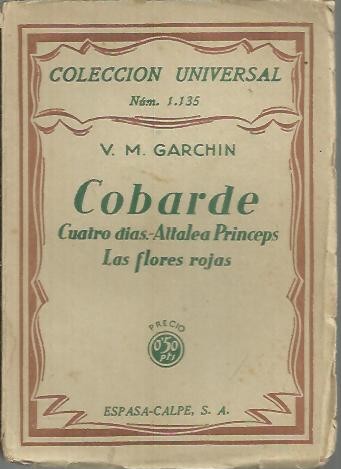 COLECCION UNIVERSAL
Núm. 1.135
V. M. GARCHIN
Cobarde
Cuatro dias.-Attalea Princeps
Las flores rojas
PRECIO
0'50
pts
ESPASA-CALPE, S. A.